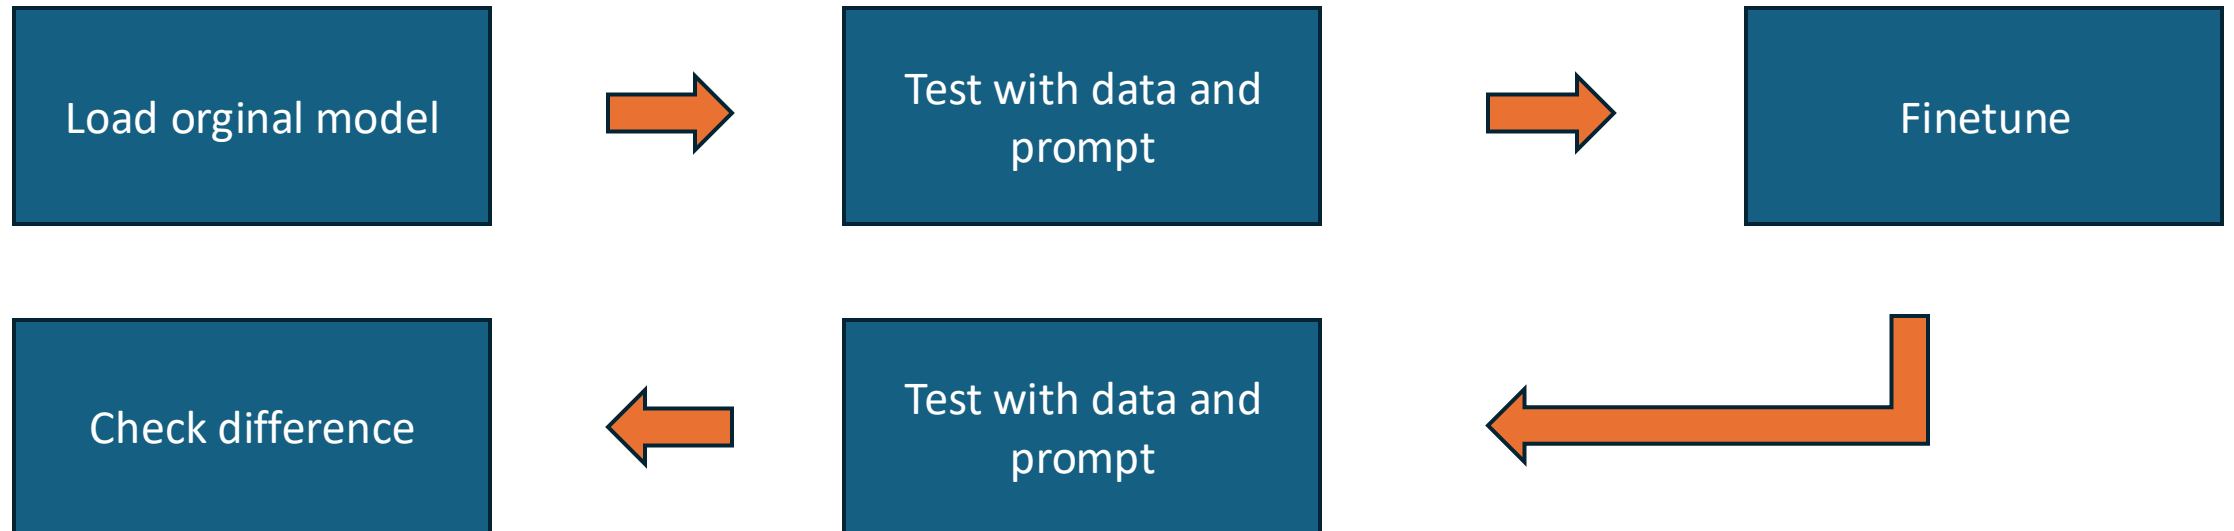 Load orginal model
Test with data and
prompt
Finetune
Check difference
Test with data and
prompt